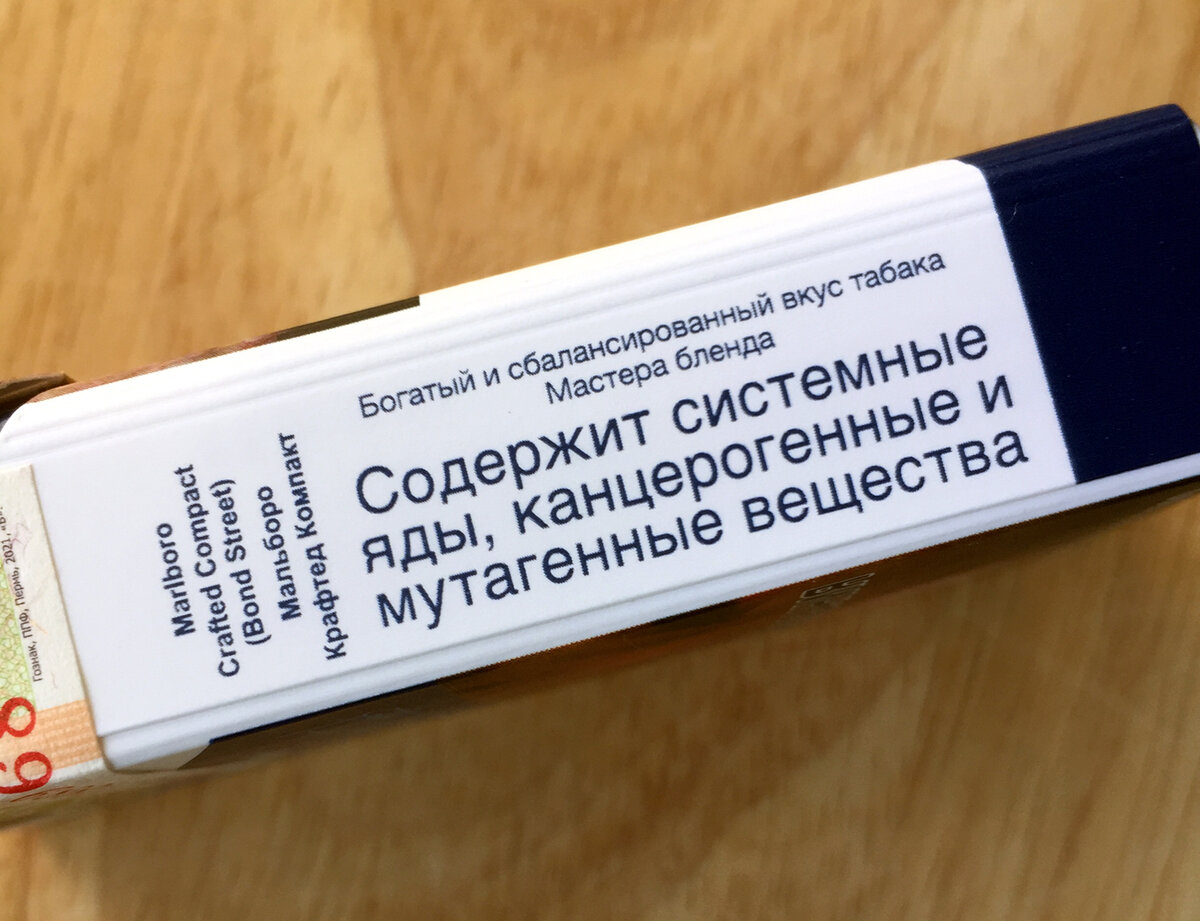 Богатый и сбалансированный вкус табака
Мастера бленда
Содержит системные
яды, канцерогенные и
мутагенные вещества
Marlboro
Crafted Compact
(Bond Street)
Мальборо
Крафтед Компакт
Гознак, ППФ, Пермь, 2021, «Б».
68